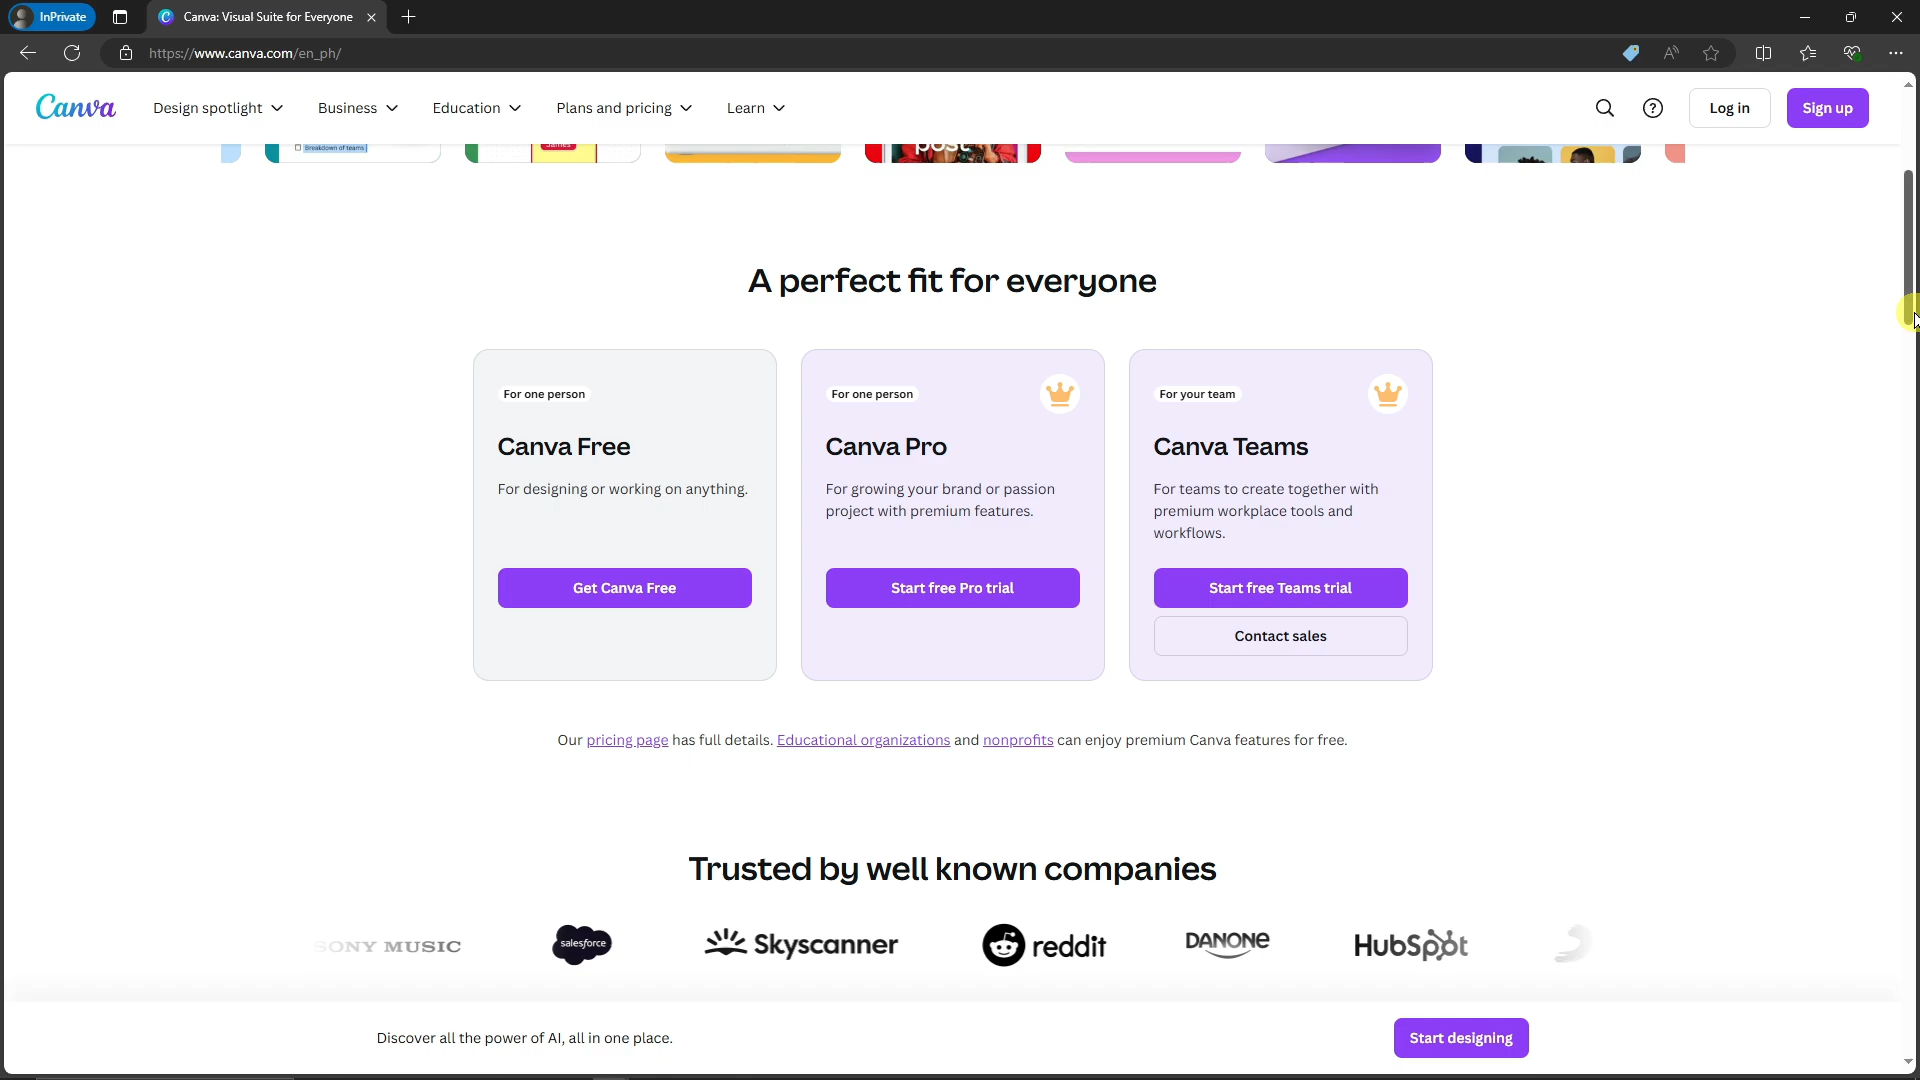 InPrivate
Canva: Visual Suite for Everyone
https://www.canva.com/en_ph/
Canva
Design spotlight
Business
Education
Plans and pricing
Learn
Log in
Sign up
Breakdown of teams
James
post
A perfect fit for everyone
For one person
Canva Free
For designing or working on anything.
Get Canva Free
For one person
Canva Pro
For growing your brand or passion
project with premium features.
Start free Pro trial
For your team
Canva Teams
For teams to create together with
premium workplace tools and
workflows.
Start free Teams trial
Contact sales
Our pricing page has full details. Educational organizations and nonprofits can enjoy premium Canva features for free.
Trusted by well known companies
SONY MUSIC
salesforce
Skyscanner
reddit
DANONE
HubSpot
Discover all the power of AI, all in one place.
Start designing